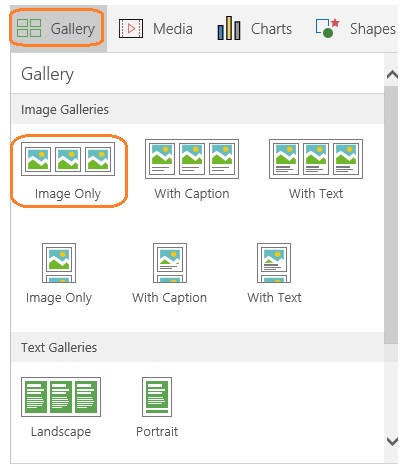 Gallery Media Charts Shapes
Gallery
Image Galleries
Image Only With Caption With Text
Image Only With Caption With Text
Text Galleries
Landscape Portrait